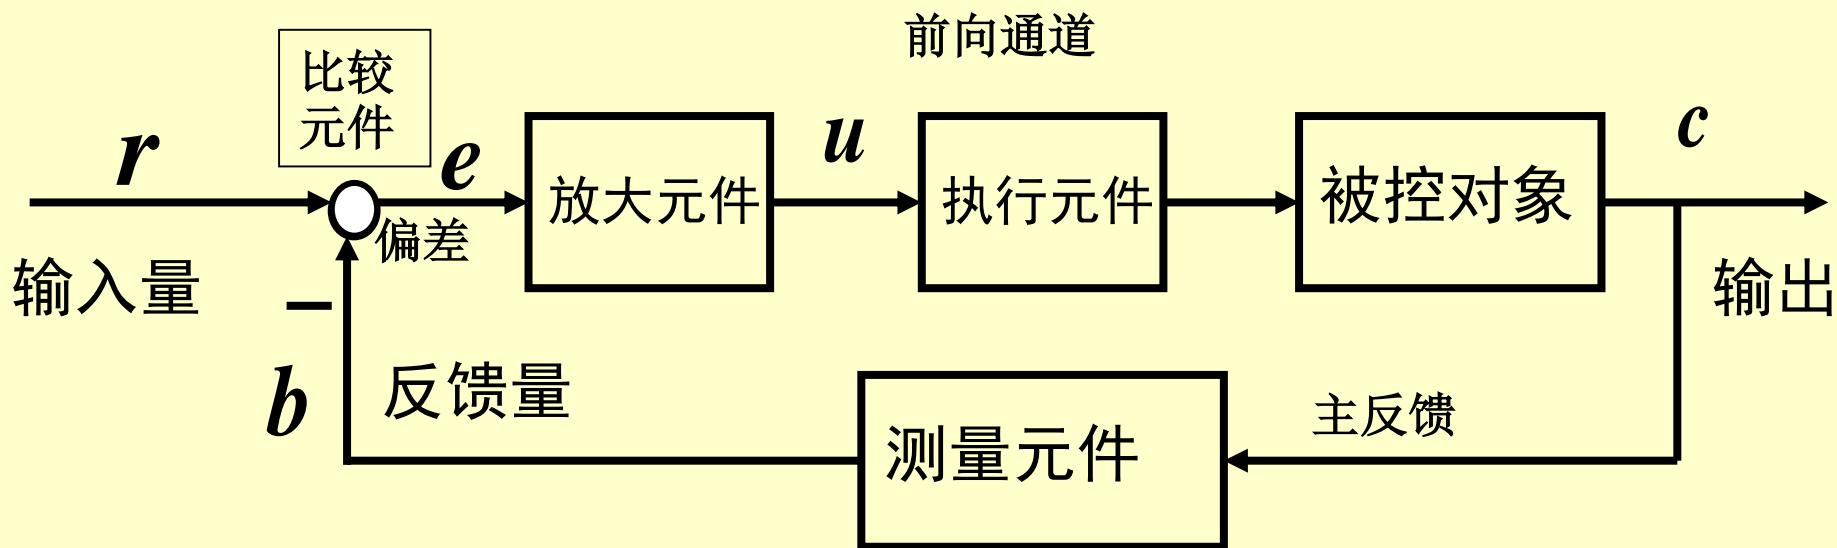 前向通道
比较
元件
r
e
u
c
放大元件
执行元件
被控对象
偏差
输入量
输出
−
b
反馈量
主反馈
测量元件